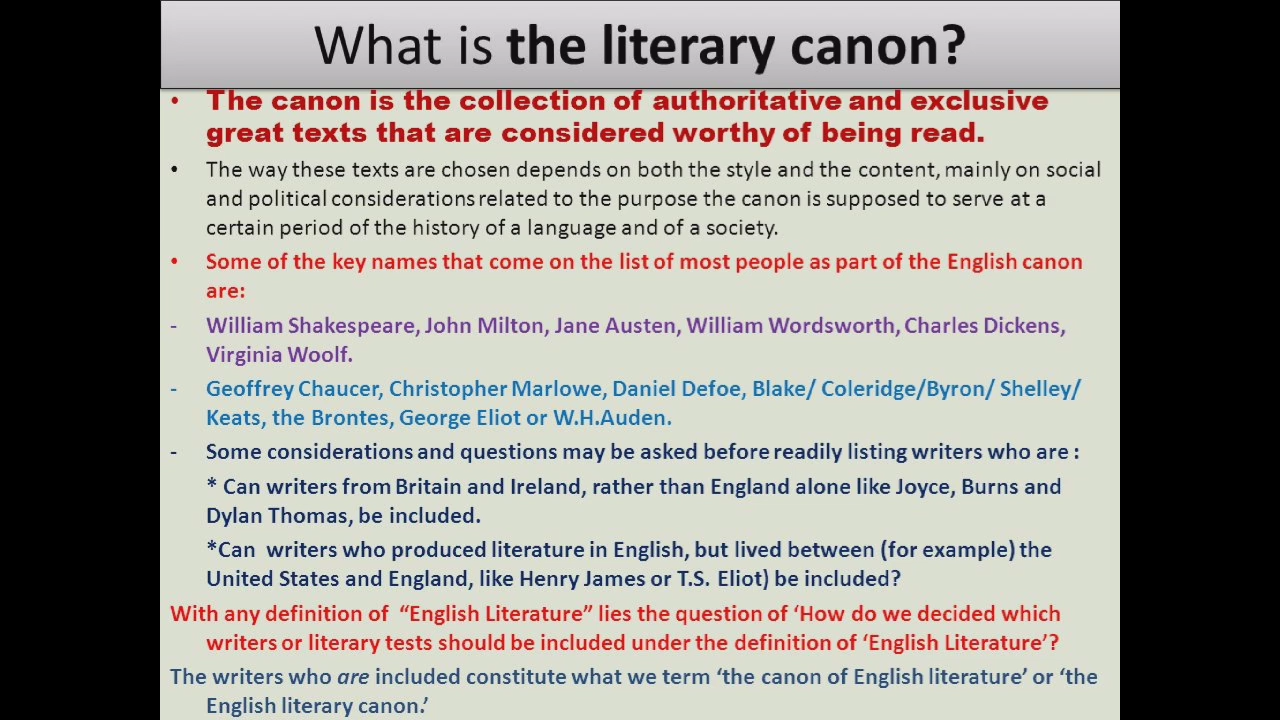 What is the literary canon?
• The canon is the collection of authoritative and exclusive
great texts that are considered worthy of being read.
• The way these texts are chosen depends on both the style and the content, mainly on social
and political considerations related to the purpose the canon is supposed to serve at a
certain period of the history of a language and of a society.
• Some of the key names that come on the list of most people as part of the English canon
are:
- William Shakespeare, John Milton, Jane Austen, William Wordsworth, Charles Dickens,
Virginia Woolf.
- Geoffrey Chaucer, Christopher Marlowe, Daniel Defoe, Blake/ Coleridge/Byron/ Shelley/
Keats, the Brontes, George Eliot or W.H.Auden.
- Some considerations and questions may be asked before readily listing writers who are :
* Can writers from Britain and Ireland, rather than England alone like Joyce, Burns and
Dylan Thomas, be included.
*Can writers who produced literature in English, but lived between (for example) the
United States and England, like Henry James or T.S. Eliot) be included?
With any definition of “English Literature” lies the question of ‘How do we decided which
writers or literary tests should be included under the definition of ‘English LIterature’?
The writers who are included constitute what we term ‘the canon of English literature’ or ‘the
English literary canon.’